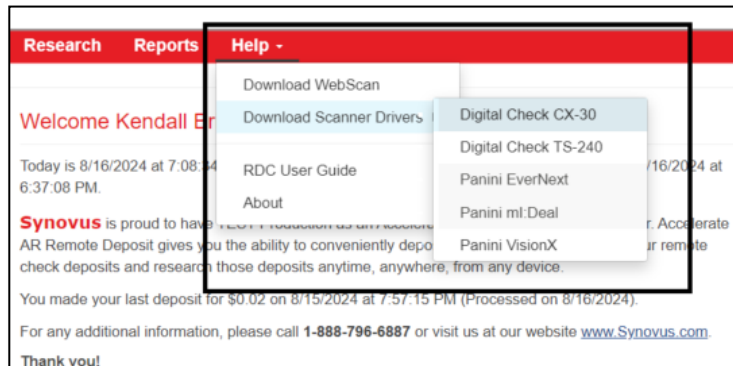 Research Reports Help
Download WebScan
Download Scanner Drivers
RDC User Guide
About
Digital Check CX-30
Digital Check TS-240
Panini EverNext
Panini mI:Deal
Panini VisionX
Welcome Kendall
Today is 8/16/2024 at /16/2024 at
6:37:08 PM.
Synovus is proud to have Accelerate
AR Remote Deposit gives you the ability to conveniently remote
check deposits and research those deposits anytime, anywhere, from any device.
You made your last deposit for $0.02 on 8/15/2024 at 7:57:15 PM (Processed on 8/16/2024).
For any additional information, please call 1-888-796-6887 or visit us at our website www.Synovus.com.
Thank you!